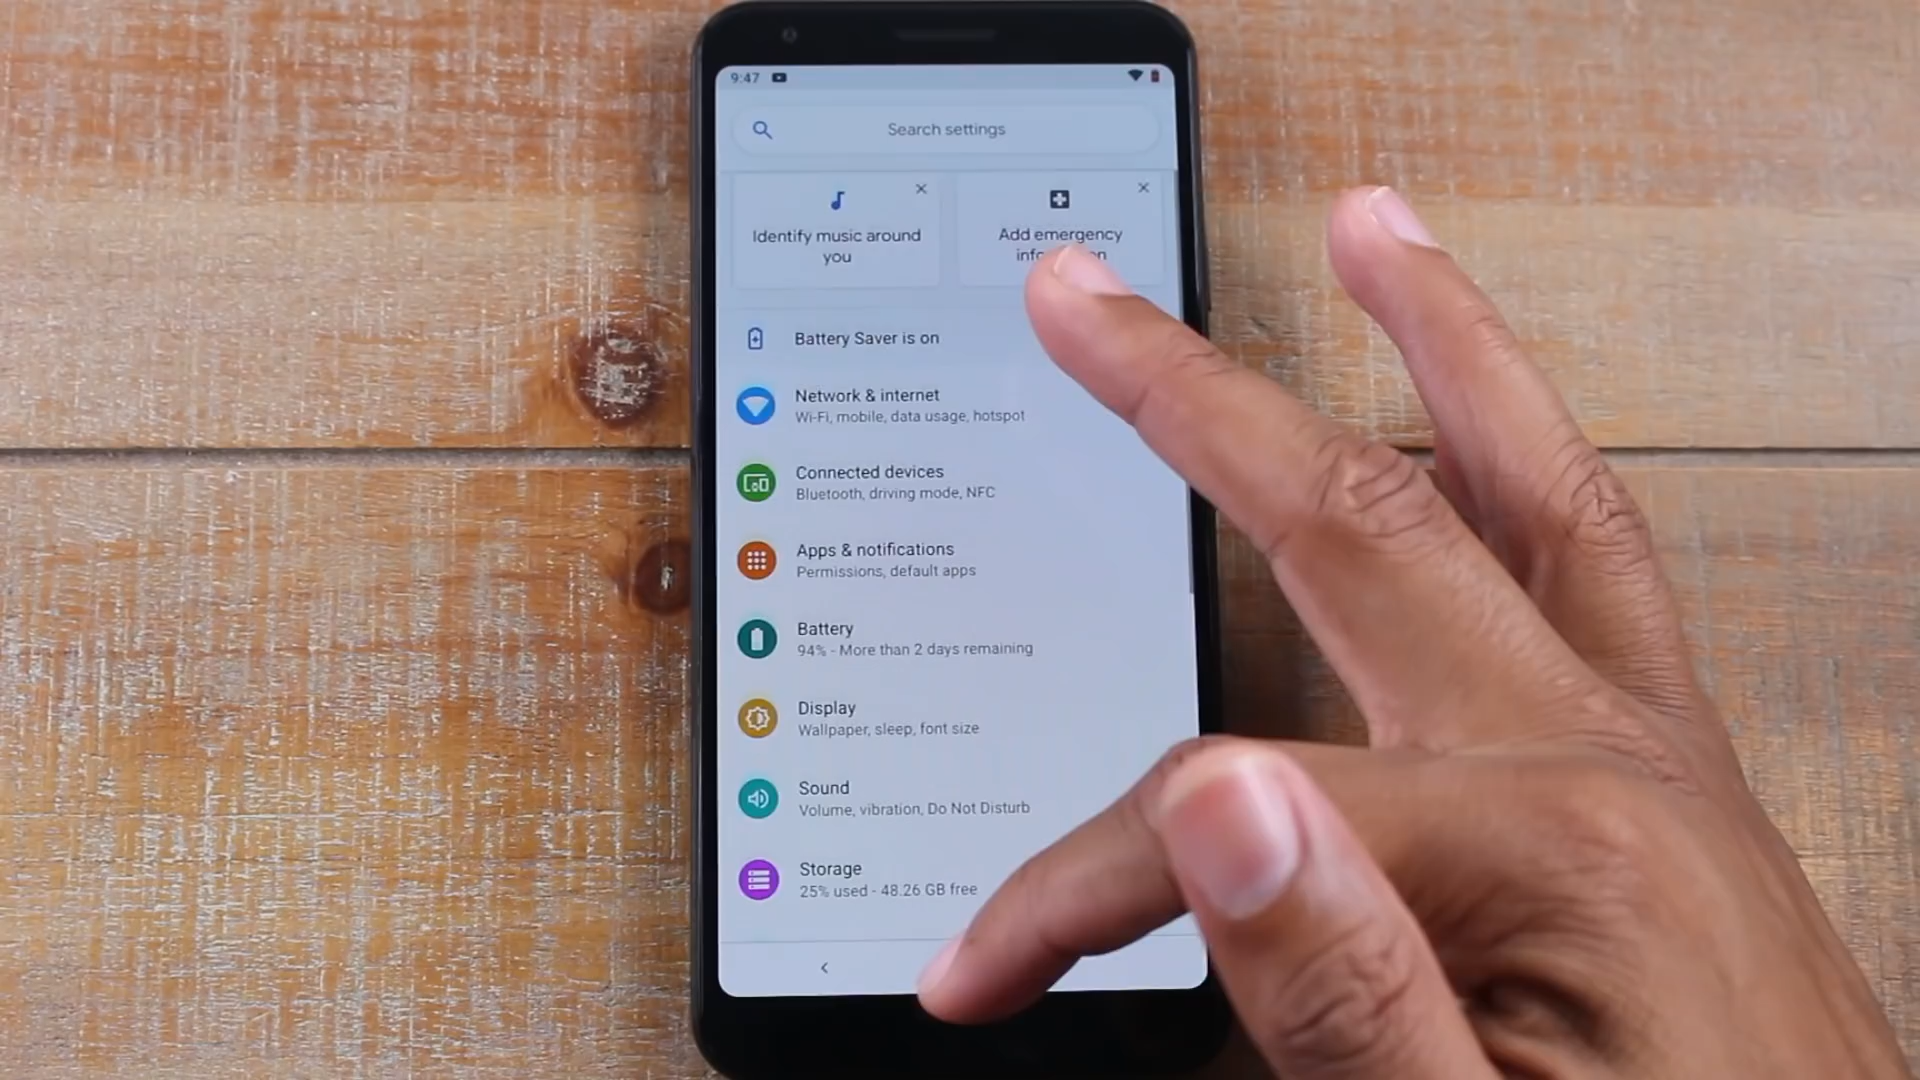 9:47
Search settings
Identify music around
you
Add emergency
Battery Saver is on
Network & internet
Wi-Fi, mobile, data usage, hotspot
Connected devices
Bluetooth, driving mode, NFC
Apps & notifications
Permissions, default apps
Battery
94% - More than 2 days remaining
Display
Wallpaper, sleep, font size
Sound
Volume, vibration, Do Not Disturb
Storage
25% used - 48.26 GB free